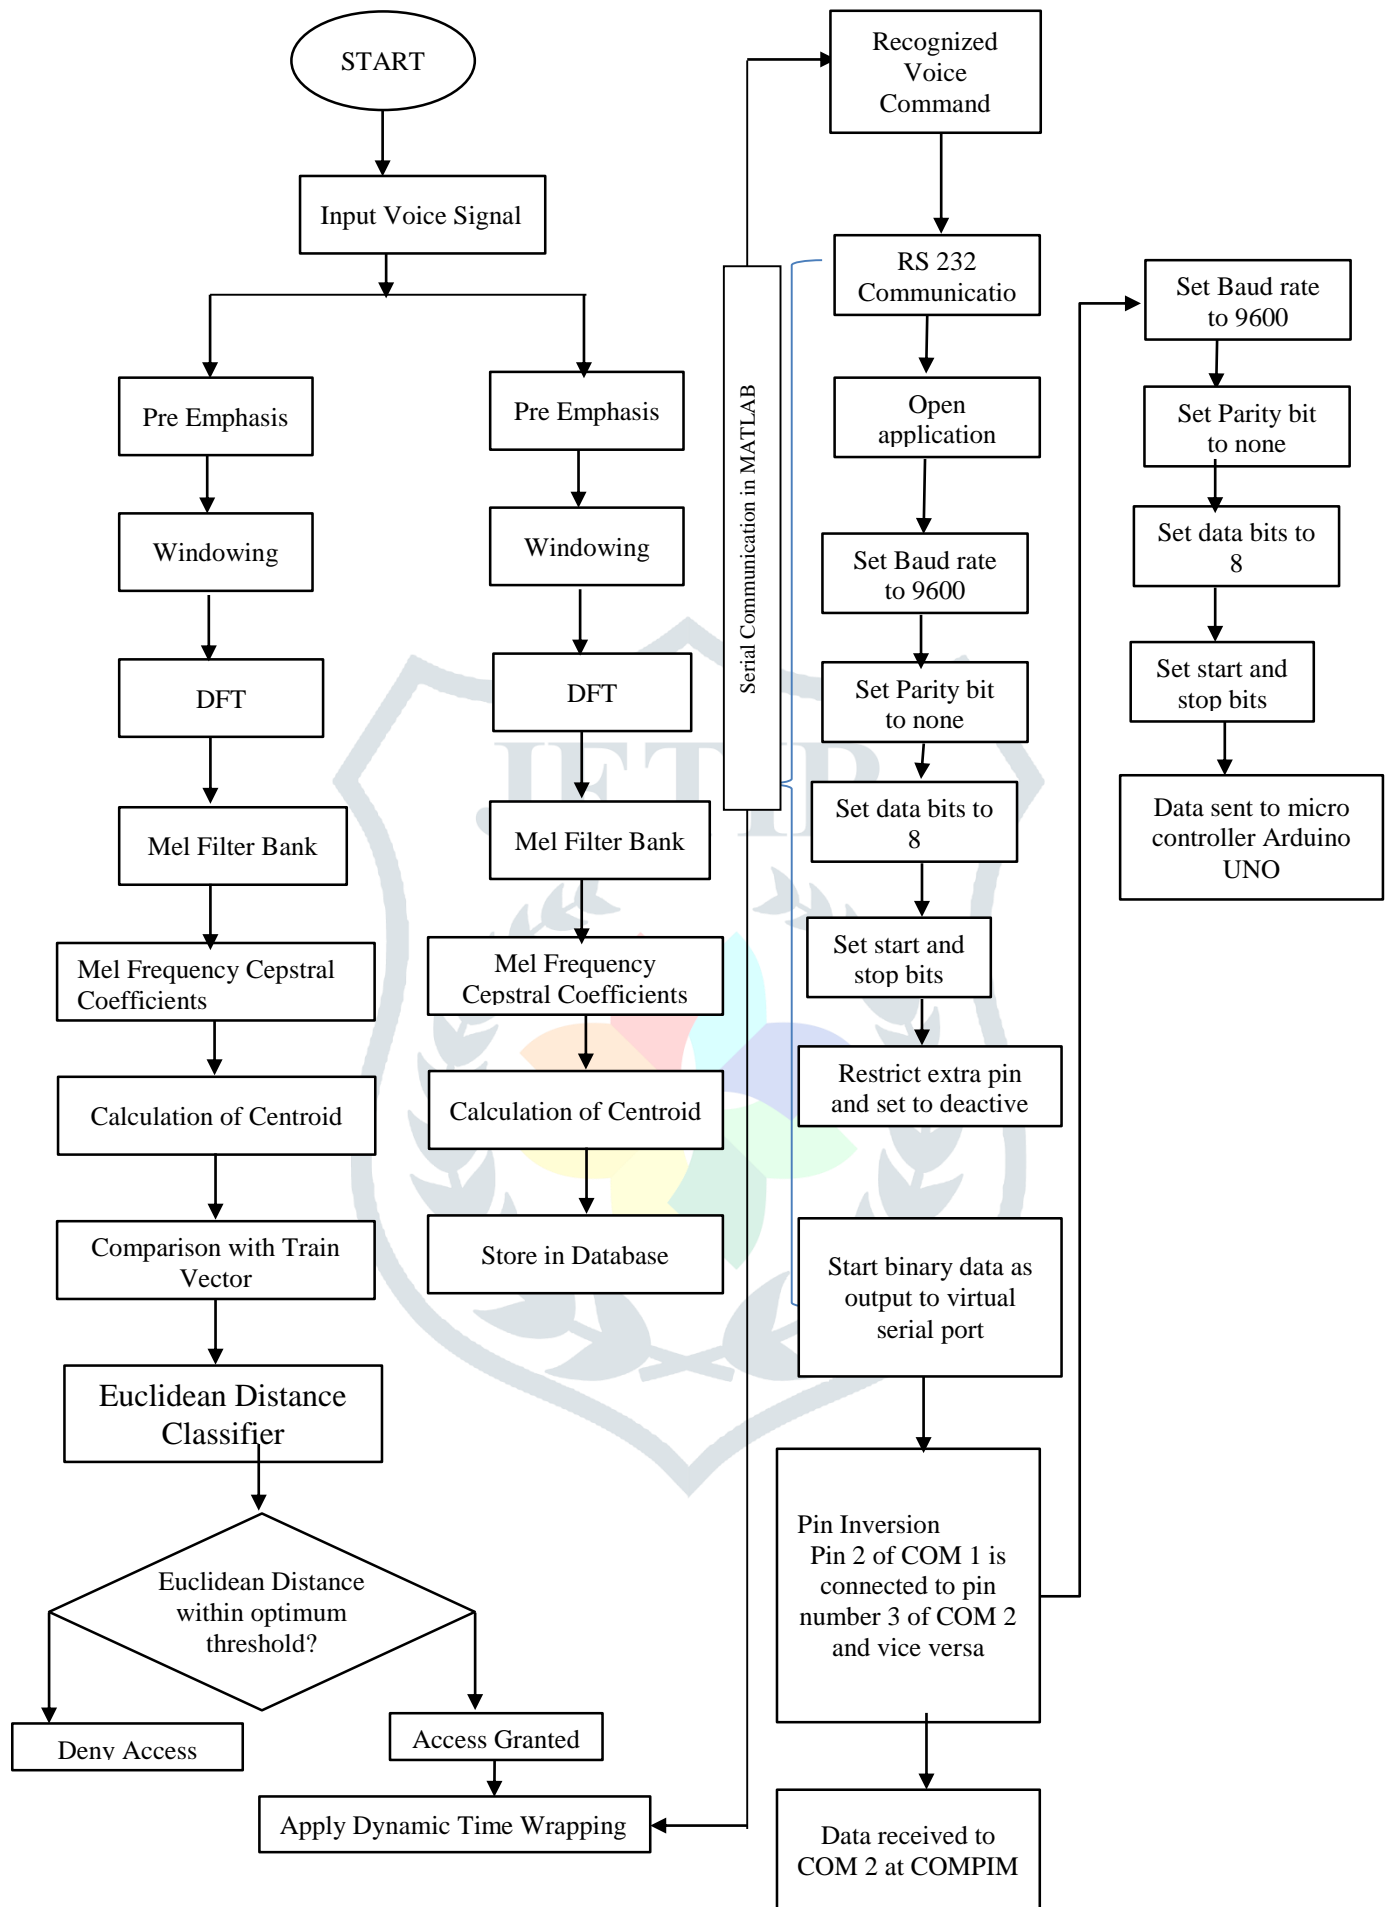 START
Input Voice Signal
Pre Emphasis
Windowing
DFT
Mel Filter Bank
Mel Frequency Cepstral
Coefficients
Calculation of Centroid
Comparison with Train
Vector
Euclidean Distance
Classifier
Euclidean Distance
within optimum
threshold?
Deny Access
Access Granted
Apply Dynamic Time Wrapping
Pre Emphasis
Windowing
DFT
Mel Filter Bank
Mel Frequency
Cepstral Coefficients
Calculation of Centroid
Store in Database
Serial Communication in MATLAB
Recognized
Voice
Command
RS 232
Communicatio
Open
application
Set Baud rate
to 9600
Set Parity bit
to none
Set data bits to
8
Set start and
stop bits
Restrict extra pin
and set to deactive
Start binary data as
output to virtual
serial port
Pin Inversion
Pin 2 of COM 1 is
connected to pin
number 3 of COM 2
and vice versa
Data received to
COM 2 at COMPIM
Set Baud rate
to 9600
Set Parity bit
to none
Set data bits to
8
Set start and
stop bits
Data sent to micro
controller Arduino
UNO